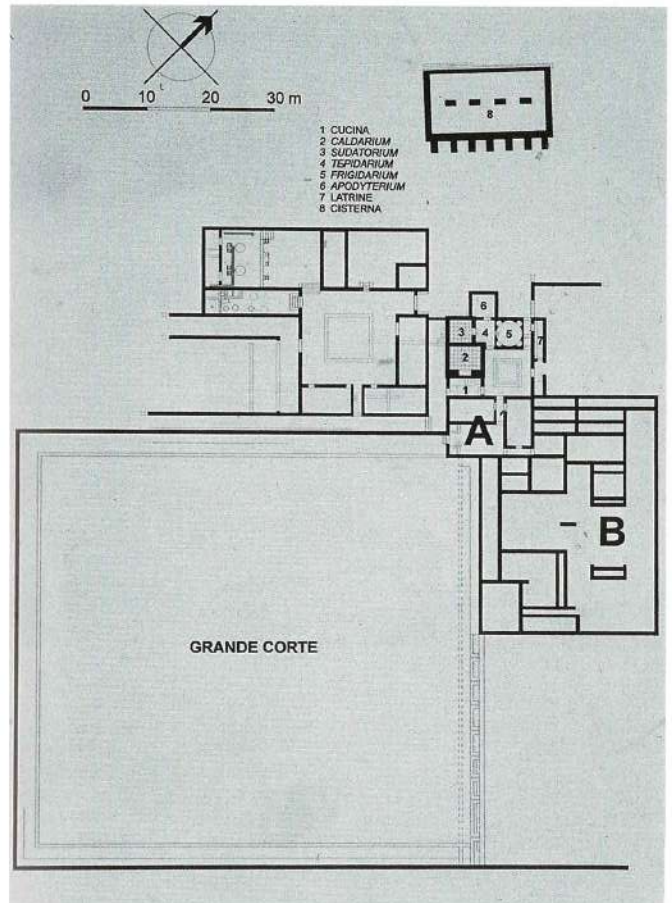 0 10 20 30 m
8
1 CUCINA
2 CALDARIUM
3 SUDATORIUM
4 TEPIDARIUM
5 FRIGIDARIUM
6 APODYTERIUM
7 LATRINE
8 CISTERNA
6
3 4 5 7
2
1
A
B
GRANDE CORTE